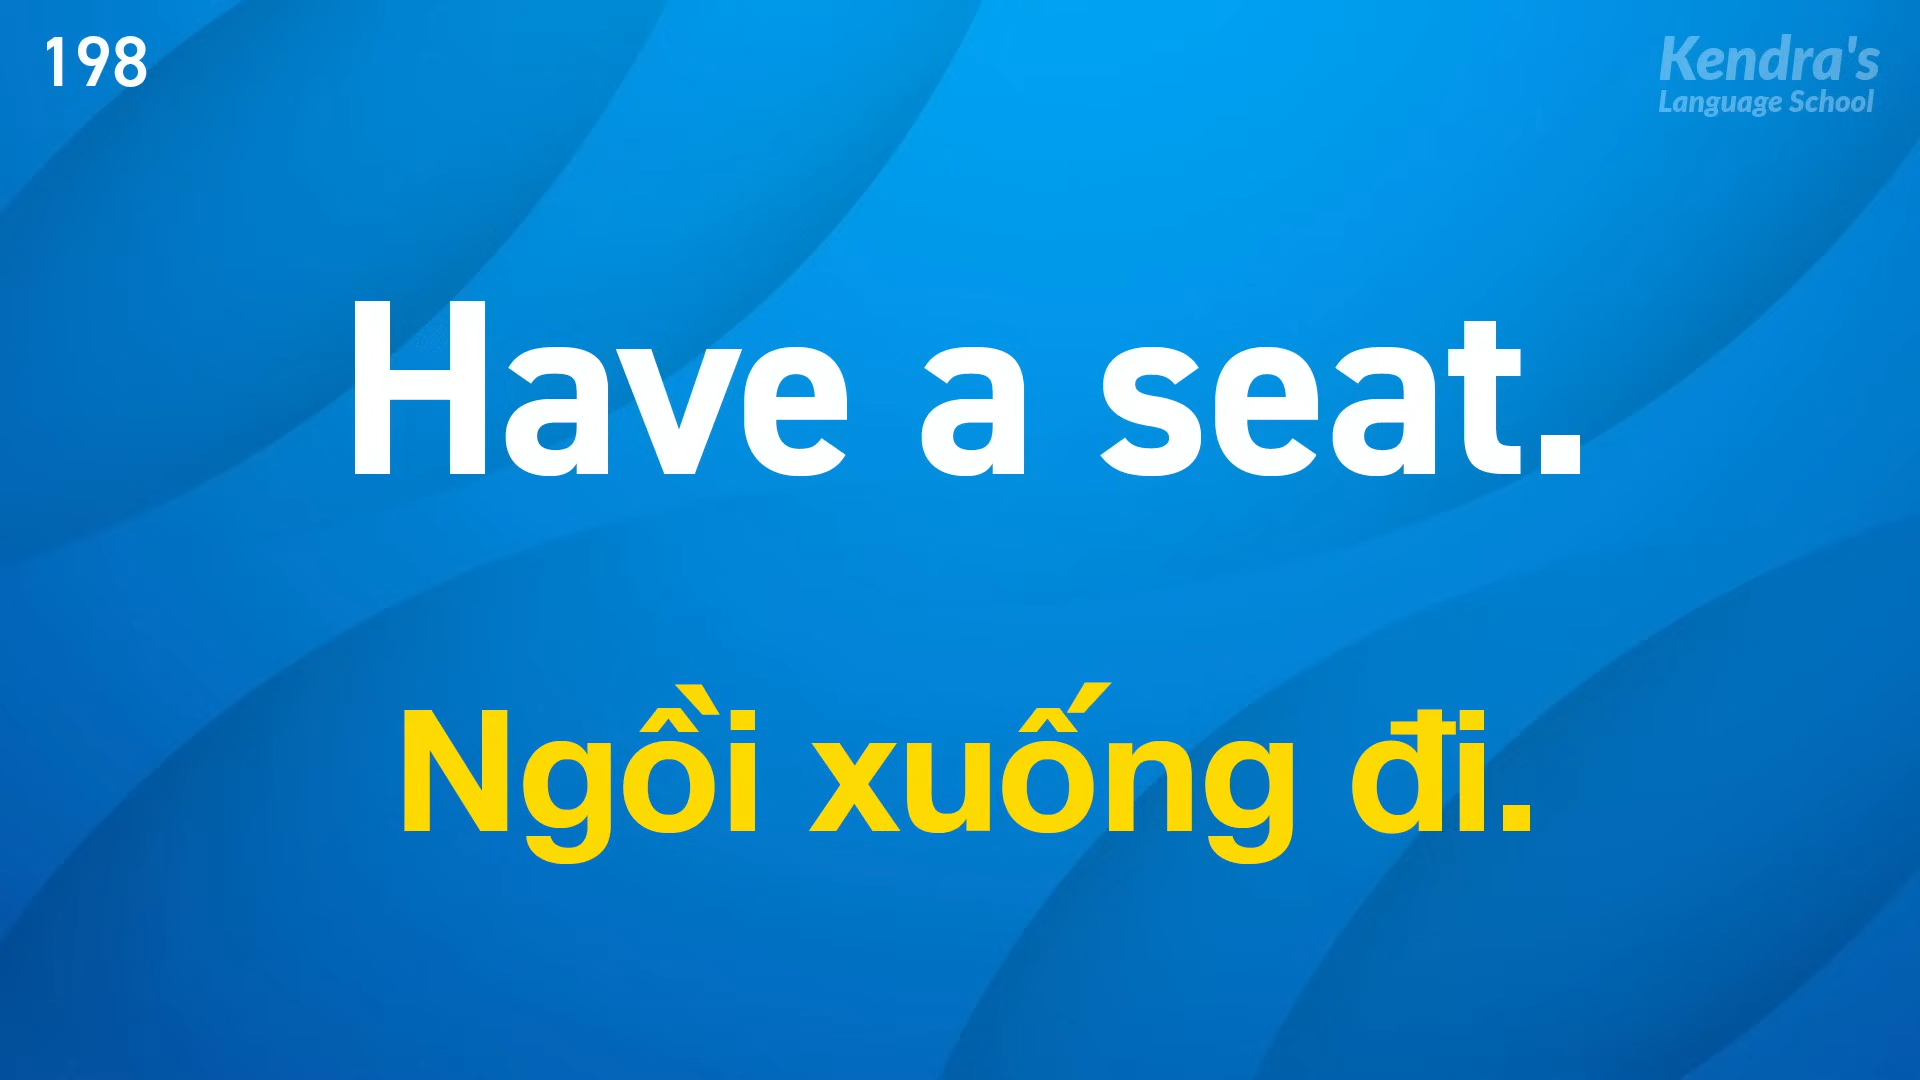 198
Kendra's
Language School
Have a seat.
Ngồi xuống đi.